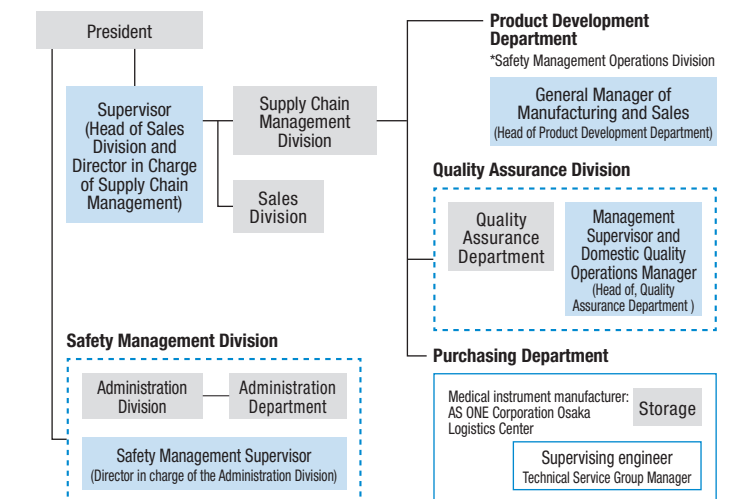 President
Supervisor
(Head of Sales
Division and
Director in Charge
of Supply Chain
Management)
Supply Chain
Management
Division
Sales
Division
Product Development
Department
*Safety Management Operations Division
General Manager of
Manufacturing and Sales
(Head of Product Development Department)
Quality Assurance Division
Quality
Assurance
Department
Management
Supervisor and
Domestic Quality
Operations Manager
(Head of, Quality
Assurance Department )
Safety Management Division
Administration
Division
Administration
Department
Safety Management Supervisor
(Director in charge of the Administration Division)
Purchasing Department
Medical instrument manufacturer:
AS ONE Corporation Osaka
Logistics Center
Storage
Supervising engineer
Technical Service Group Manager